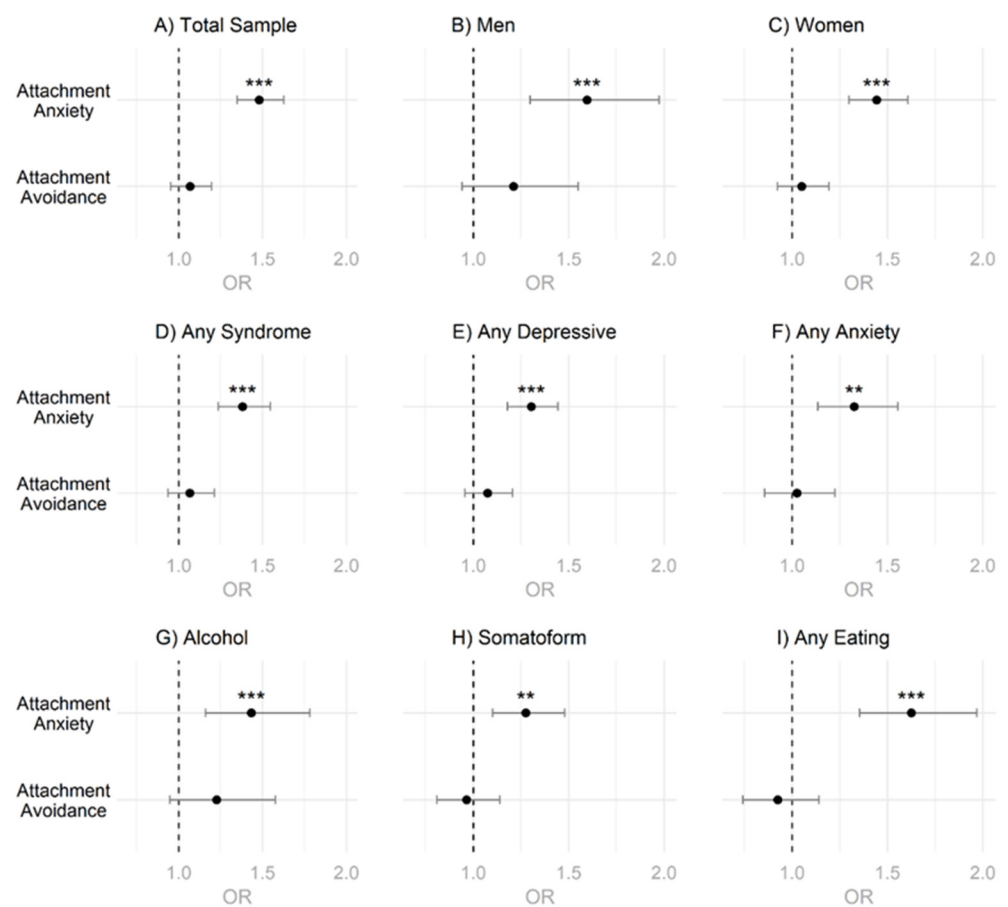 A) Total Sample
B) Men
C) Women
Attachment
Anxiety
***
***
***
Attachment
Avoidance
1.0 1.5 2.0
1.0 1.5 2.0
1.0 1.5 2.0
OR
OR
OR
D) Any Syndrome
E) Any Depressive
F) Any Anxiety
Attachment
Anxiety
***
***
**
Attachment
Avoidance
1.0 1.5 2.0
1.0 1.5 2.0
1.0 1.5 2.0
OR
OR
OR
G) Alcohol
H) Somatoform
I) Any Eating
Attachment
Anxiety
***
**
***
Attachment
Avoidance
1.0 1.5 2.0
1.0 1.5 2.0
1.0 1.5 2.0
OR
OR
OR